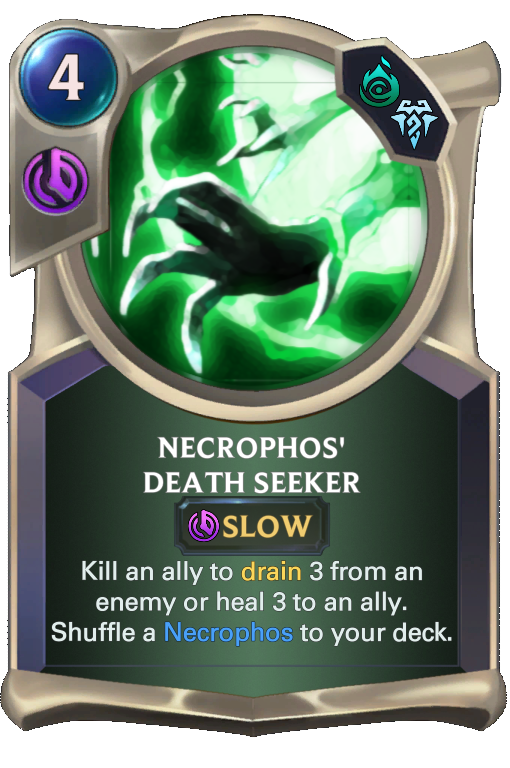 4
NECROPHOS'
DEATH SEEKER
SLOW
Kill an ally to drain 3 from an
enemy or heal 3 to an ally.
Shuffle a Necrophos to your deck.